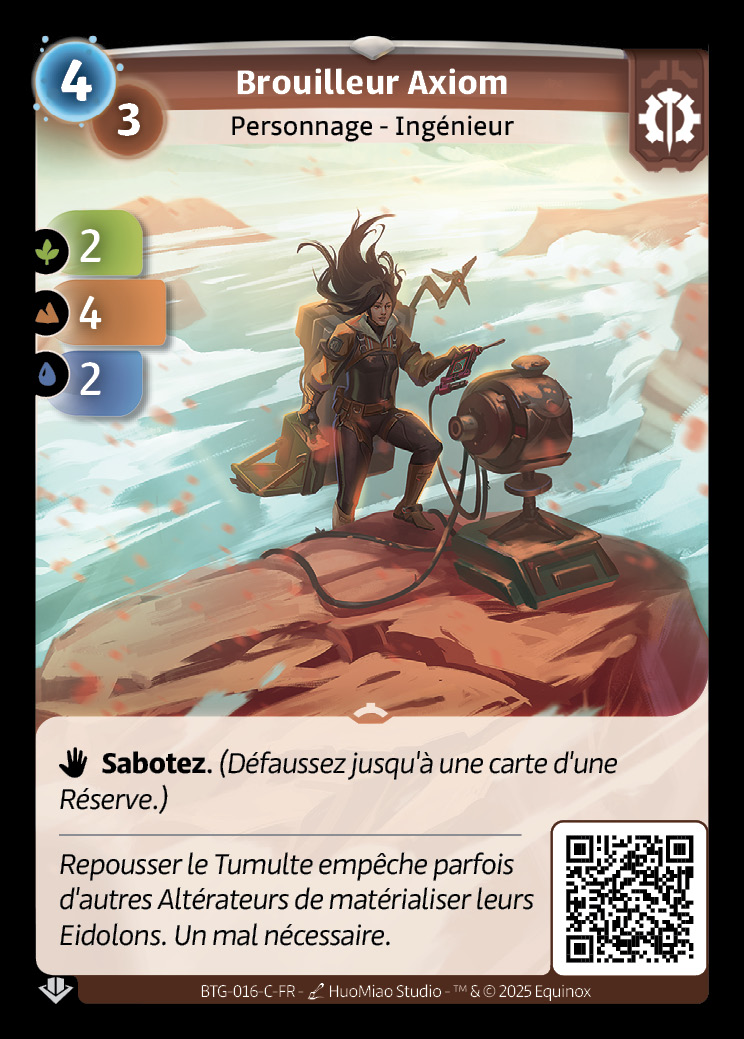 4
Brouilleur Axiom
3
Personnage - Ingénieur
2
4
2
Sabotez. (Défaussez jusqu'à une carte d'une
Réserve.)
Repousser le Tumulte empêche parfois
d'autres Altérateurs de matérialiser leurs
Eidolons. Un mal nécessaire.
BTG-016-C-FR - HuoMiao Studio - ™ & © 2025 Equinox